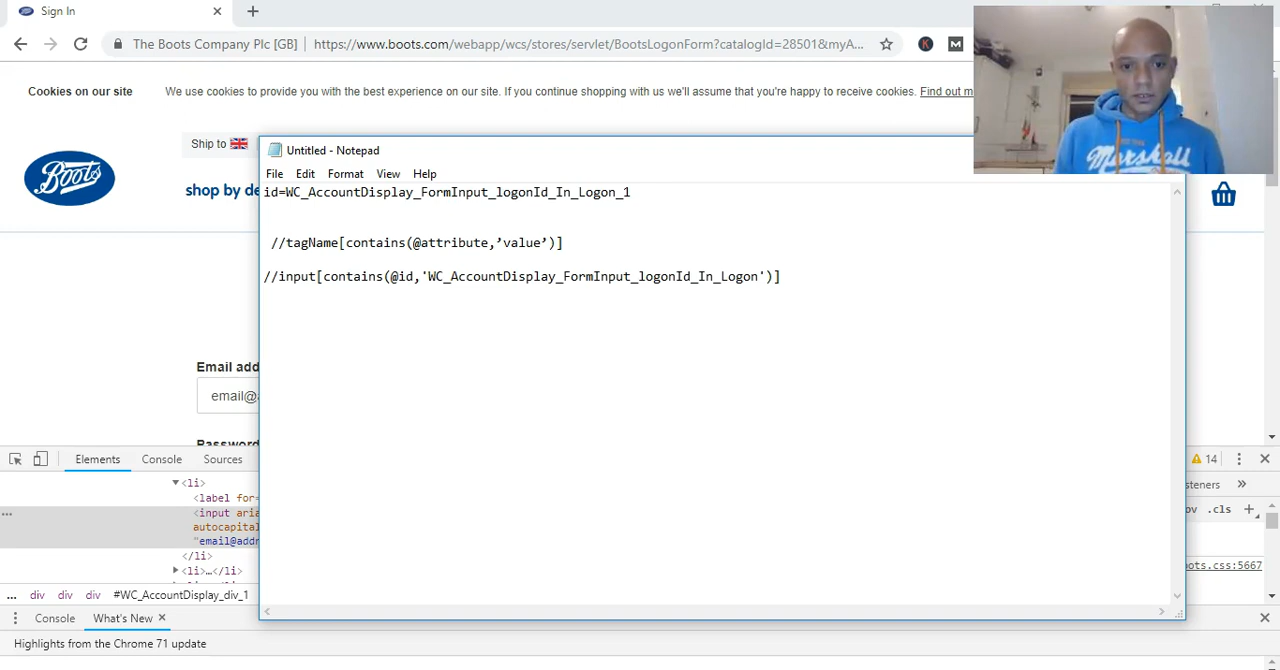 Sign In
The Boots Company Plc [GB]
https://www.boots.com/webapp/wcs/stores/servlet/BootsLogonForm?catalogId=28501&myA...
K
M
Cookies on our site
We use cookies to provide you with the best experience on our site. If you continue shopping with us we'll assume that you're happy to receive cookies. Find out m
Ship to
Boots
shop by de
Untitled - Notepad
File Edit Format View Help
id=WC_AccountDisplay_FormInput_logonId_In_Logon_1
//tagName[contains(@attribute,’value’)]
//input[contains(@id,'WC_AccountDisplay_FormInput_logonId_In_Logon')]
Marshall
Email add
email@a
Password
Elements Console Sources
14
<li>
<label for=
<input aria
autocapital
"email@addr
</li>
<li>…</li>
steners
ov .cls
oots.css:5667
... div div div #WC_AccountDisplay_div_1
Console What's New
Highlights from the Chrome 71 update